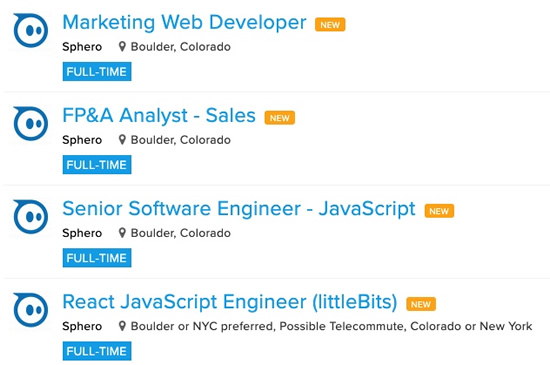 Marketing Web Developer NEW
Sphero Boulder, Colorado
FULL-TIME
FP&A Analyst - Sales NEW
Sphero Boulder, Colorado
FULL-TIME
Senior Software Engineer - JavaScript NEW
Sphero Boulder, Colorado
FULL-TIME
React JavaScript Engineer (littleBits) NEW
Sphero Boulder or NYC preferred, Possible Telecommute, Colorado or New York
FULL-TIME